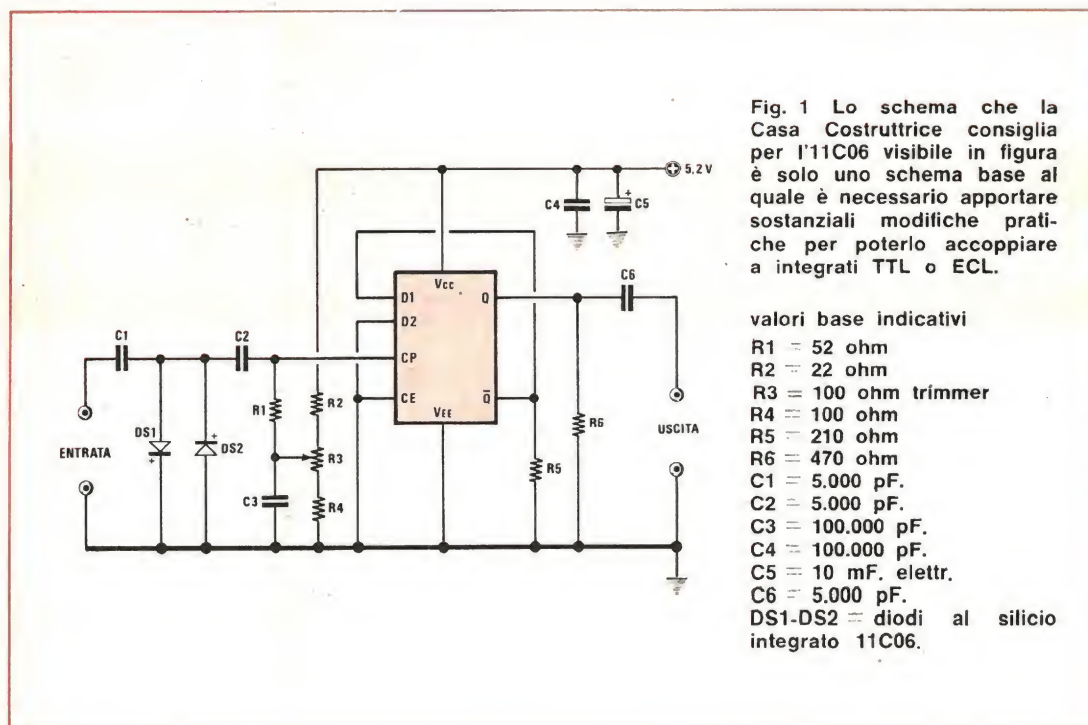 5,2 V
C4
C5
+
C6
D1
Vcc
Q
D2
C1
C2
CP
R1
R2
CE
VEE
Q̅
R6
ENTRATA
DS1
+
DS2
+
R3
R5
USCITA
C3
R4
Fig. 1 Lo schema che la
Casa Costruttrice consiglia
per l'11C06 visibile in figura
è solo uno schema base al
quale è necessario apportare
sostanziali modifiche prati-
che per poterlo accoppiare
a integrati TTL o ECL.
valori base indicativi
R1 = 52 ohm
R2 = 22 ohm
R3 = 100 ohm trimmer
R4 = 100 ohm
R5 = 210 ohm
R6 = 470 ohm
C1 = 5.000 pF.
C2 = 5.000 pF.
C3 = 100.000 pF.
C4 = 100.000 pF.
C5 = 10 mF. elettr.
C6 = 5.000 pF.
DS1-DS2 = diodi al silicio
integrato 11C06.